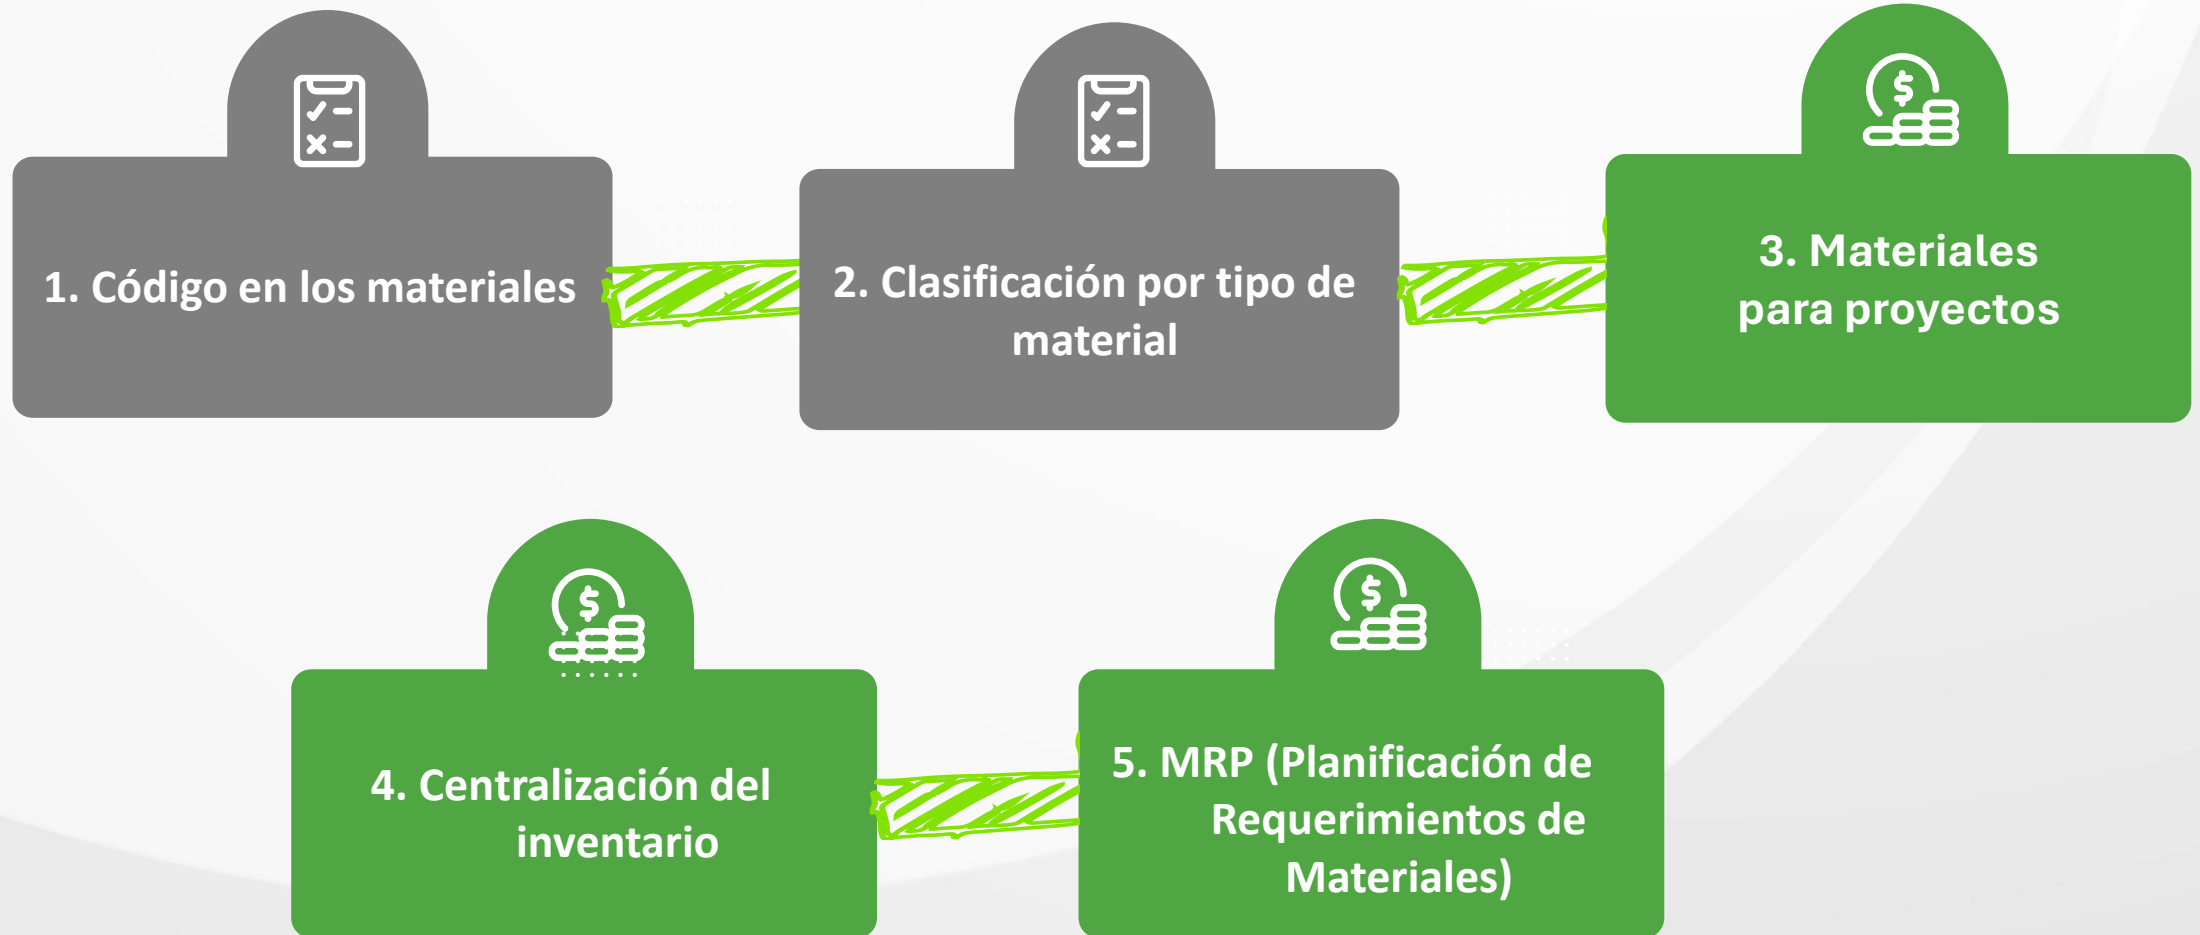 1. Código en los materiales
2. Clasificación por tipo de
material
3. Materiales
para proyectos
4. Centralización del
inventario
5. MRP (Planificación de
Requerimientos de
Materiales)